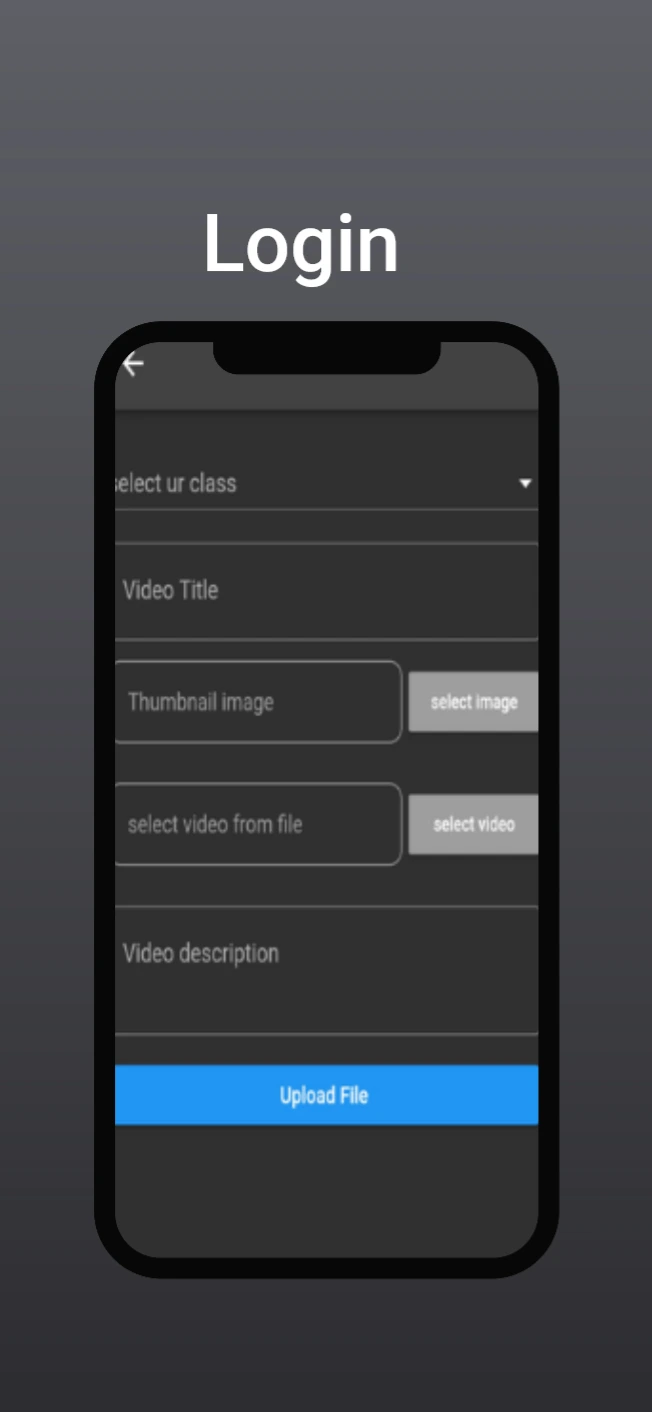 Login
select ur class
Video Title
Thumbnail image
select image
select video from file
select video
Video description
Upload File